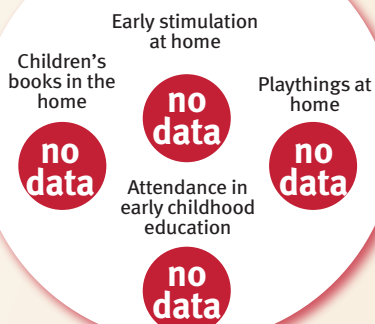 Early stimulation
at home
Children's
books in the
home
Playthings at
home
no
data
no
data
no
data
Attendance in
early childhood
education
no
data